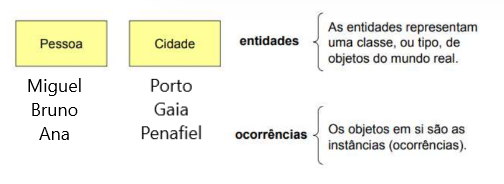 Pessoa
Cidade
entidades
As entidades representam
uma classe, ou tipo, de
objetos do mundo real.
Miguel
Bruno
Ana
Porto
Gaia
Penafiel
ocorrências
Os objetos em si são as
instâncias (ocorrências).